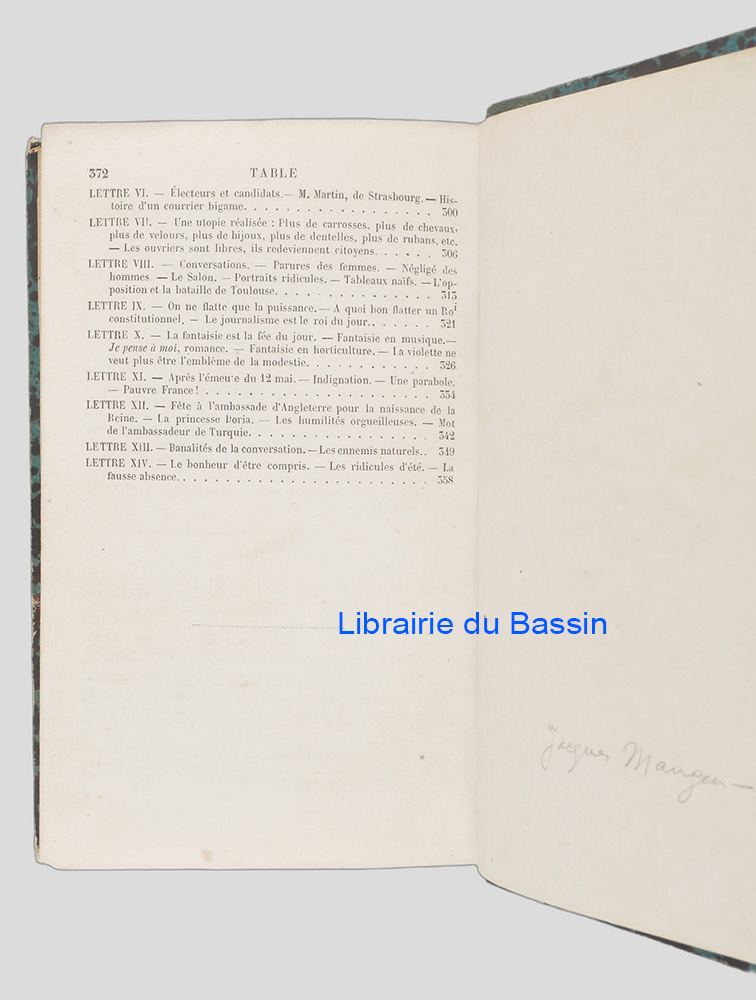 372 TABLE
LETTRE VI. — Électeurs et candidats. — M. Martin, de Strasbourg. — His-
toire d'un courrier bigame. . . . . . . . . . . . . . . . . . 300
LETTRE VII. — Une utopie réalisée : Plus de carrosses, plus de chevaux,
plus de velours, plus de bijoux, plus de dentelles, plus de rubans, etc.
— Les ouvriers sont libres, ils redeviennent citoyens. . . . . . 306
LETTRE VIII. — Conversations. — Parures des femmes. — Négligé des
hommes. — Le Salon. — Portraits ridicules. — Tableaux naïfs. — L'op-
position et la bataille de Toulouse. . . . . . . . . . . . . . . 313
LETTRE IX. — On ne flatte que la puissance. — A quoi bon flatter un Roi
constitutionnel. — Le journalisme est le roi du jour. . . . . . . 321
LETTRE X. — La fantaisie est la fée du jour. — Fantaisie en musique. —
Je pense à moi, romance. — Fantaisie en horticulture. — La violette ne
veut plus être l'emblème de la modestie. . . . . . . . . . . . 326
LETTRE XI. — Après l'émeute du 12 mai. — Indignation. — Une parabole.
— Pauvre France! . . . . . . . . . . . . . . . . . . . . . . 334
LETTRE XII. — Fête à l'ambassade d'Angleterre pour la naissance de la
Reine. — La princesse Doria. — Les humilités orgueilleuses. — Mot
de l'ambassadeur de Turquie. . . . . . . . . . . . . . . . . . 342
LETTRE XIII. — Banalités de la conversation. — Les ennemis naturels. . 349
LETTRE XIV. — Le bonheur d'être compris. — Les ridicules d'été. — La
fausse absence. . . . . . . . . . . . . . . . . . . . . . . . 358
Librairie du Bassin
Jacques